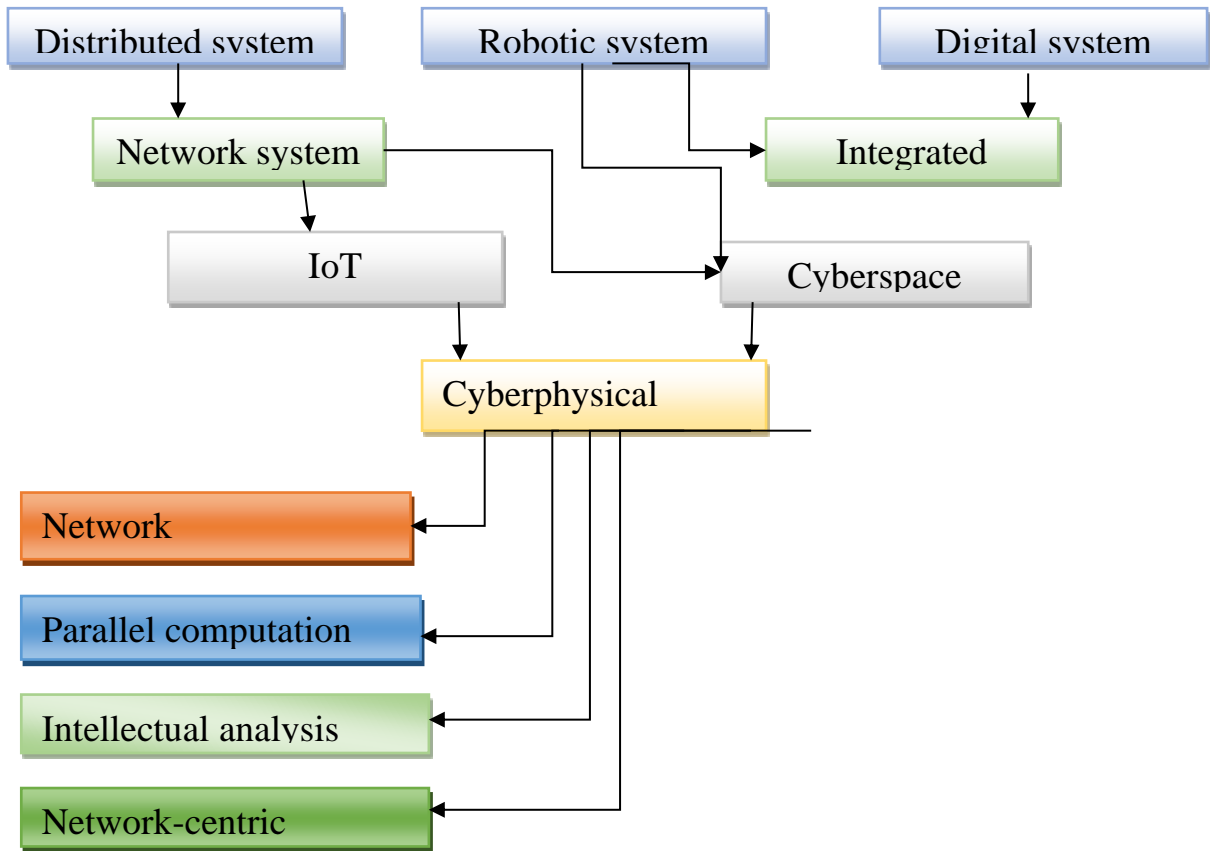 Distributed system
Robotic system
Digital system
Network system
Integrated
IoT
Cyberspace
Cyberphysical
Network
Parallel computation
Intellectual analysis
Network-centric